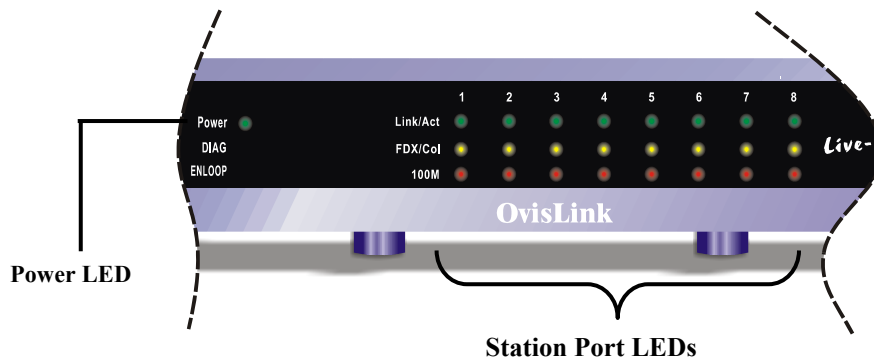 1 2 3 4 5 6 7 8
Power
Link/Act
DIAG
FDX/Col
Live-
ENLOOP
100M
OvisLink
Power LED
Station Port LEDs